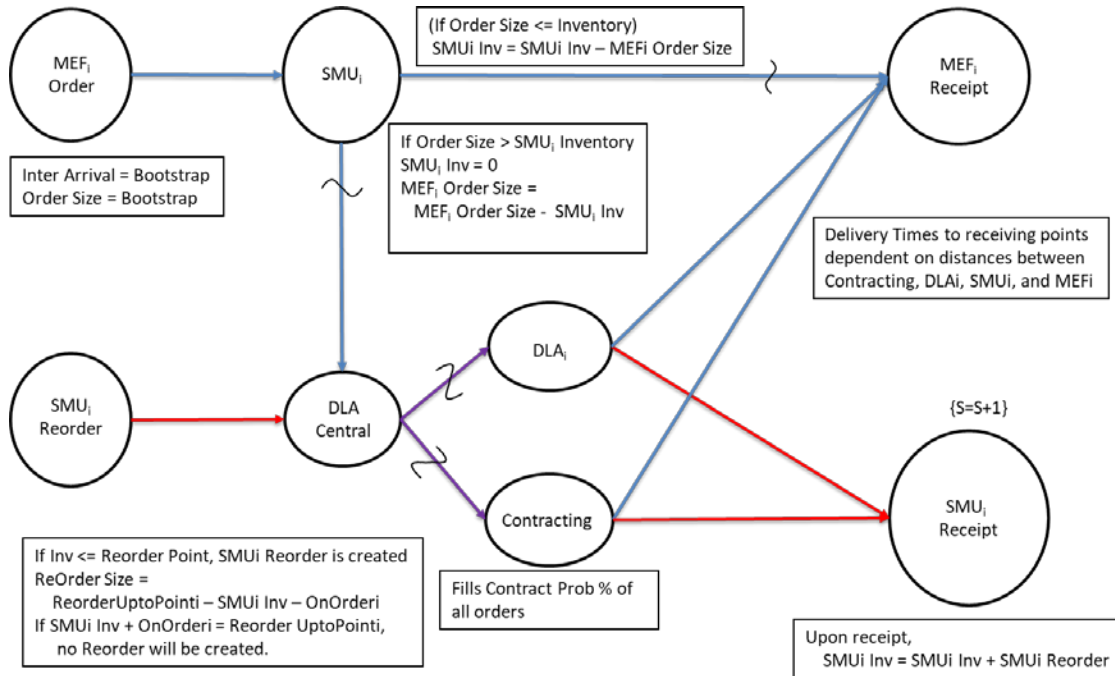 MEFᵢ
Order
SMUᵢ
(If Order Size <= Inventory)
SMUi Inv = SMUi Inv – MEFi Order Size
MEFᵢ
Receipt
Inter Arrival = Bootstrap
Order Size = Bootstrap
If Order Size > SMUᵢ Inventory
SMUᵢ Inv = 0
MEFᵢ Order Size =
MEFᵢ Order Size - SMUᵢ Inv
Delivery Times to receiving points
dependent on distances between
Contracting, DLAi, SMUi, and MEFi
SMUᵢ
Reorder
DLA
Central
DLAᵢ
Contracting
{S=S+1}
SMUᵢ
Receipt
If Inv <= Reorder Point, SMUi Reorder is created
ReOrder Size =
ReorderUptoPointi – SMUi Inv – OnOrderi
If SMUi Inv + OnOrderi = Reorder UptoPointi,
no Reorder will be created.
Fills Contract Prob % of
all orders
Upon receipt,
SMUi Inv = SMUi Inv + SMUi Reorder